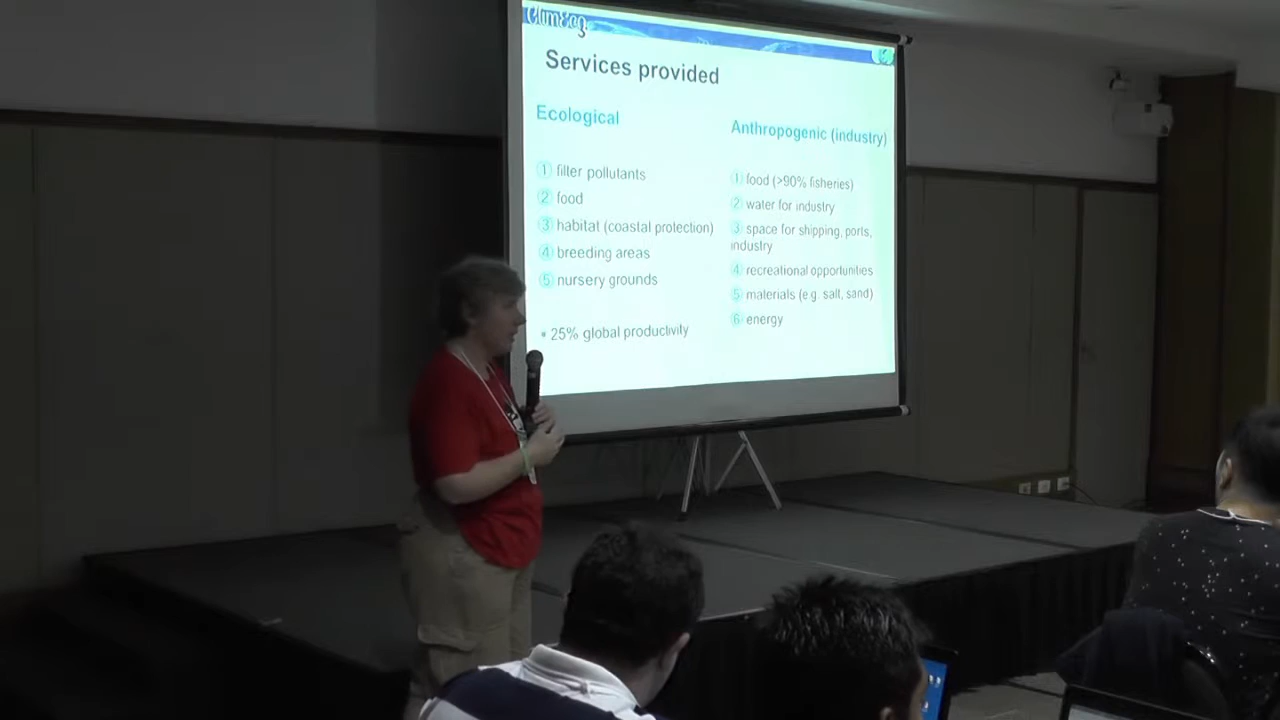 ClimEco
Services provided
Ecological
① filter pollutants
② food
③ habitat (coastal protection)
④ breeding areas
⑤ nursery grounds
• 25% global productivity
Anthropogenic (industry)
① food (>90% fisheries)
② water for industry
③ space for shipping, ports,
industry
④ recreational opportunities
⑤ materials (e.g. salt, sand)
⑥ energy